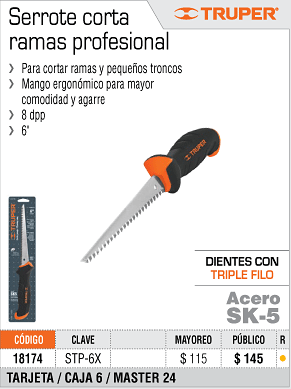 Serrote corta
ramas profesional
TRUPER®
› Para cortar ramas y pequeños troncos
› Mango ergonómico para mayor
comodidad y agarre
› 8 dpp
› 6"
TRUPER
TRUPER
DIENTES CON
TRIPLE FILO
Acero
SK-5
CÓDIGO CLAVE MAYOREO PÚBLICO R
18174 STP-6X $ 115 $ 145
TARJETA / CAJA 6 / MASTER 24